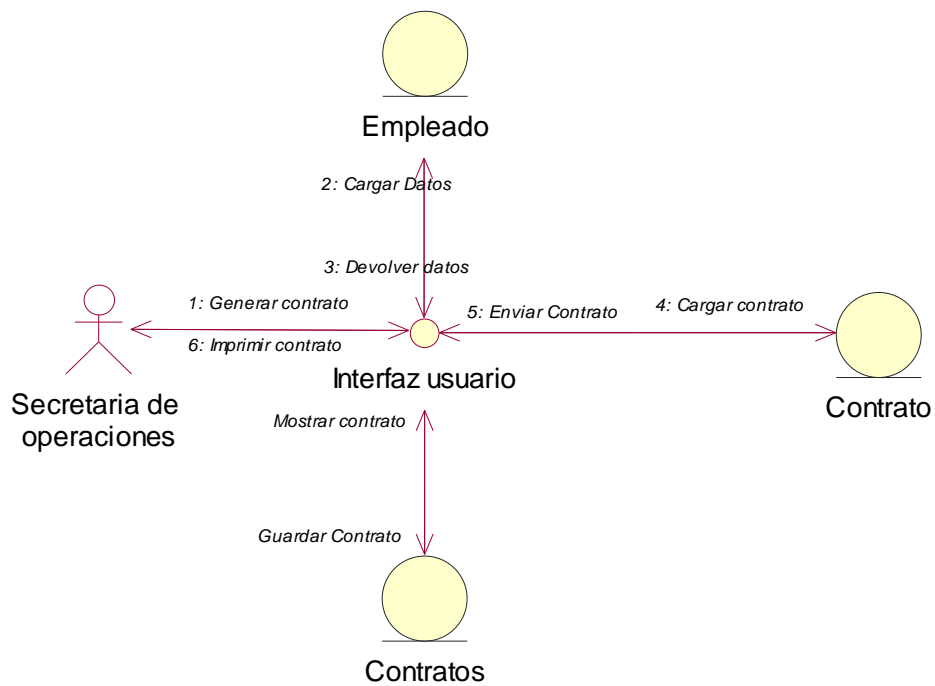 Empleado
2: Cargar Datos
3: Devolver datos
1: Generar contrato
5: Enviar Contrato
4: Cargar contrato
6: Imprimir contrato
Interfaz usuario
Secretaria de
operaciones
Contrato
Mostrar contrato
Guardar Contrato
Contratos